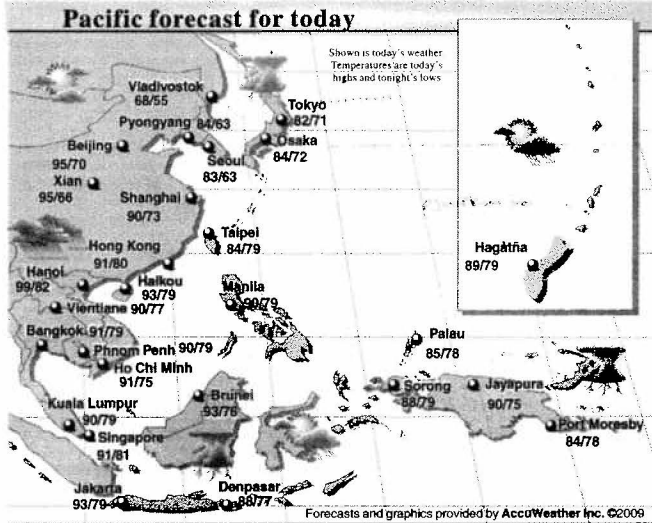 Pacific forecast for today
Shown is today's weather
Temperatures are today's
highs and tonight's lows
Vladivostok
68/55
Tokyo
82/71
Pyongyang 84/63
Osaka
84/72
Beijing
95/70
Seoul
83/63
Xian
95/66
Shanghai
90/73
Taipei
84/79
Hong Kong
91/80
Hagåtña
89/79
Hanoi
99/82
Haikou
93/79
Manila
90/79
Vientiane 90/77
Bangkok 91/79
Phnom Penh 90/79
Palau
85/78
Ho Chi Minh
91/75
Brunei
93/76
Sorong
88/79
Jayapura
90/75
Kuala Lumpur
90/79
Port Moresby
84/78
Singapore
91/81
Jakarta
93/79
Denpasar
88/77
Forecasts and graphics provided by AccuWeather Inc. ©2009